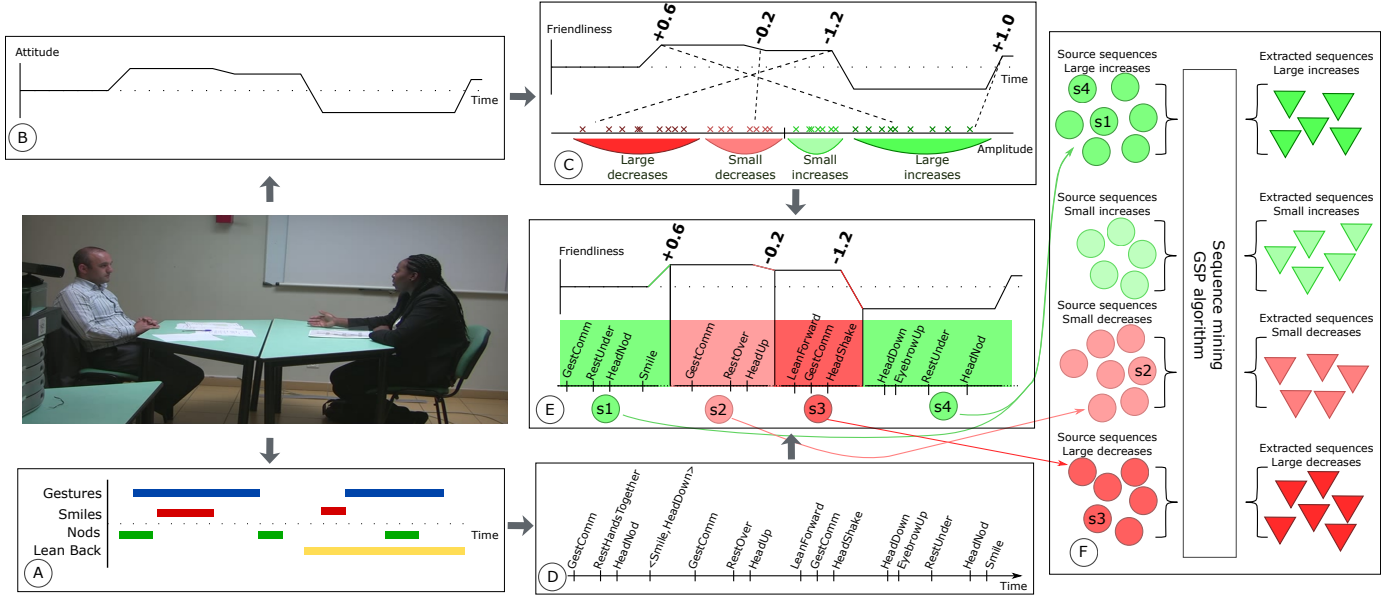 Attitude
Time
B
Friendliness
+0.6
-0.2
-1.2
+1.0
Time
Amplitude
Large
decreases
Small
decreases
Small
increases
Large
increases
C
Gestures
Smiles
Nods
Lean Back
Time
A
GestComm
RestHandsTogether
HeadNod
<Smile,HeadDown>
GestComm
RestOver
HeadUp
LeanForward
GestComm
HeadShake
HeadDown
EyebrowUp
RestUnder
HeadNod
Smile
Time
D
Friendliness
+0.6
-0.2
-1.2
GestComm
RestUnder
HeadNod
Smile
GestComm
RestOver
HeadUp
LeanForward
GestComm
HeadShake
HeadDown
EyebrowUp
RestUnder
HeadNod
s1
s2
s3
s4
E
Source sequences
Large increases
s4
s1
Source sequences
Small increases
Source sequences
Small decreases
s2
Source sequences
Large decreases
s3
Sequence mining
GSP algorithm
Extracted sequences
Large increases
Extracted sequences
Small increases
Extracted sequences
Small decreases
Extracted sequences
Large decreases
F